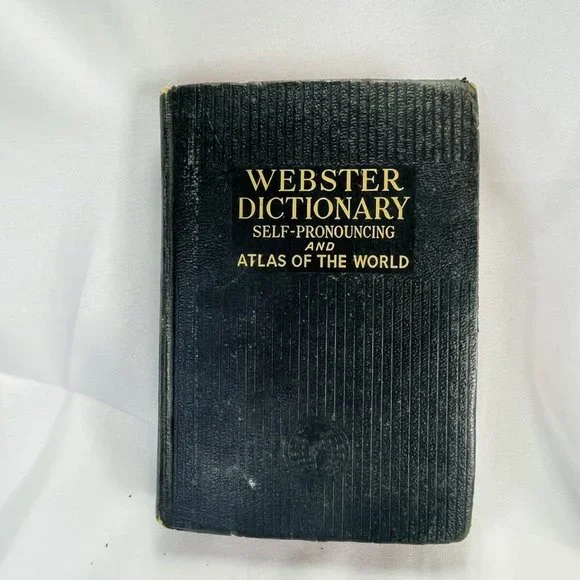 WEBSTER
DICTIONARY
SELF-PRONOUNCING
AND
ATLAS OF THE WORLD